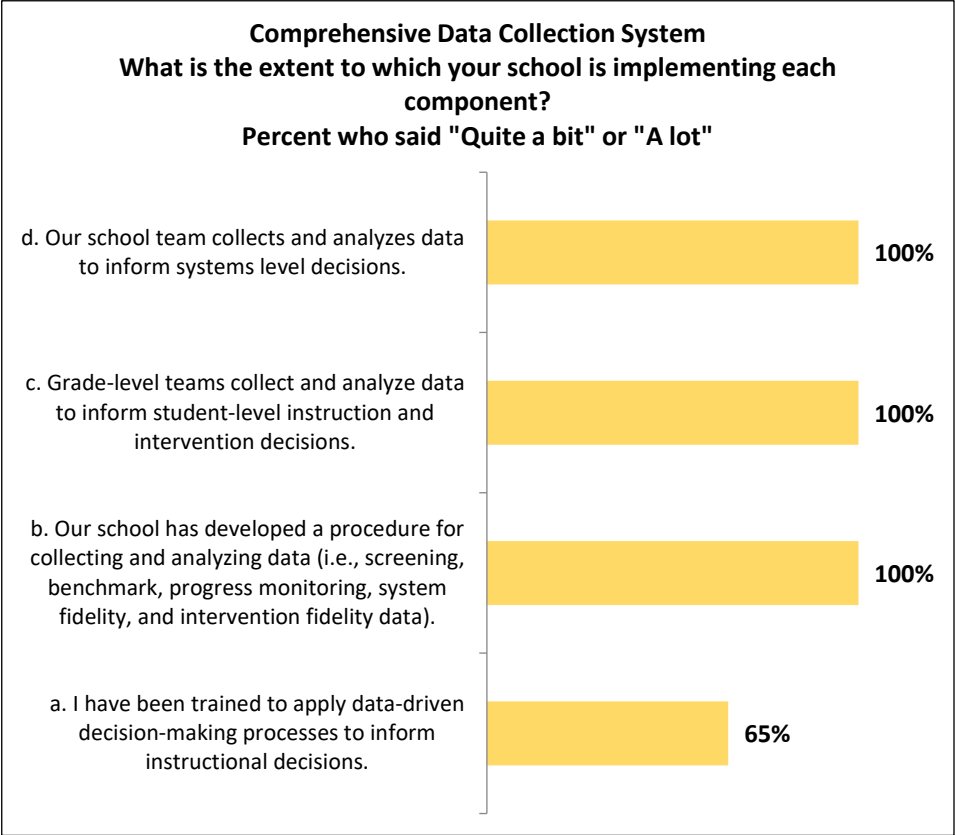 Comprehensive Data Collection System
What is the extent to which your school is implementing each
component?
Percent who said "Quite a bit" or "A lot"
d. Our school team collects and analyzes data
to inform systems level decisions.
100%
c. Grade-level teams collect and analyze data
to inform student-level instruction and
intervention decisions.
100%
b. Our school has developed a procedure for
collecting and analyzing data (i.e., screening,
benchmark, progress monitoring, system
fidelity, and intervention fidelity data).
100%
a. I have been trained to apply data-driven
decision-making processes to inform
instructional decisions.
65%